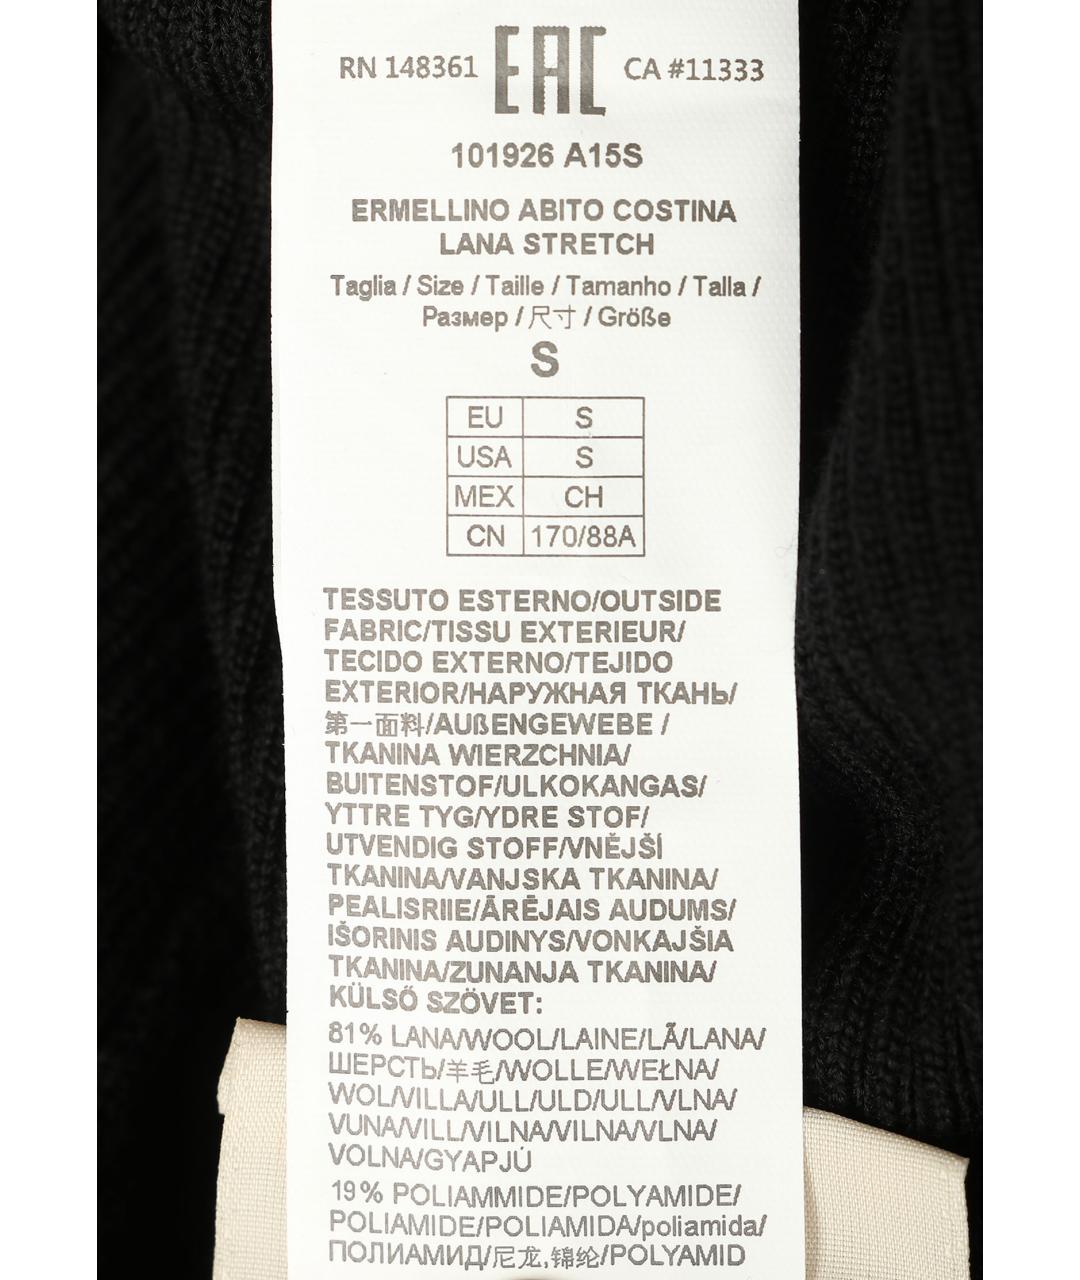 RN 148361 EAC CA #11333
101926 A15S
ERMELLINO ABITO COSTINA
LANA STRETCH
Taglia / Size / Taille / Tamanho / Talla /
Размер / 尺寸 / Größe
S
EU S
USA S
MEX CH
CN 170/88A
TESSUTO ESTERNO/OUTSIDE
FABRIC/TISSU EXTERIEUR/
TECIDO EXTERNO/TEJIDO
EXTERIOR/НАРУЖНАЯ ТКАНЬ/
第一面料/AUßENGEWEBE /
TKANINA WIERZCHNIA/
BUITENSTOF/ULKOKANGAS/
YTTRE TYG/YDRE STOF/
UTVENDIG STOFF/VNĚJŠÍ
TKANINA/VANJSKA TKANINA/
PEALISRIIE/ĀRĒJAIS AUDUMS/
IŠORINIS AUDINYS/VONKAJŠIA
TKANINA/ZUNANJA TKANINA/
KÜLSŐ SZÖVET:
81% LANA/WOOL/LAINE/LÃ/LANA/
ШЕРСТЬ/羊毛/WOLLE/WEŁNA/
WOL/VILLA/ULL/ULD/ULL/VLNA/
VUNA/VILL/VILNA/VILNA/VLNA/
VOLNA/GYAPJÚ
19% POLIAMMIDE/POLYAMIDE/
POLIAMIDE/POLIAMIDA/poliamida/
ПОЛИАМИД/尼龙,锦纶/POLYAMID